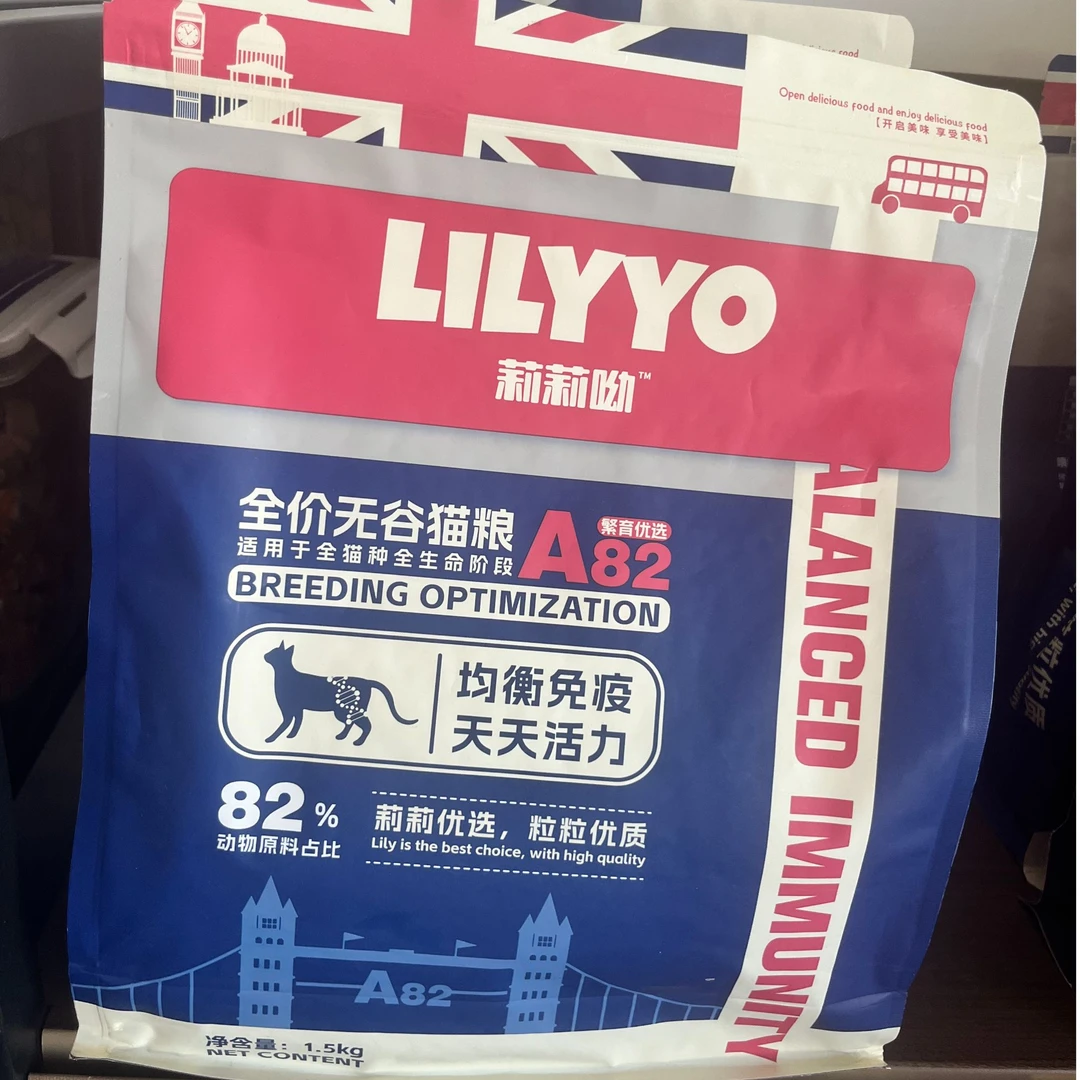 Open delicious food and enjoy delicious food
【开启美味 享受美味】
LILYYO
莉莉呦™
全价无谷猫粮
适用于全猫种全生命阶段
A82
繁育优选
BREEDING OPTIMIZATION
均衡免疫
天天活力
82%
动物原料占比
莉莉优选，粒粒优质
Lily is the best choice, with high quality
ALANCED IMMUNITY
A82
净含量：1.5kg
NET CONTENT